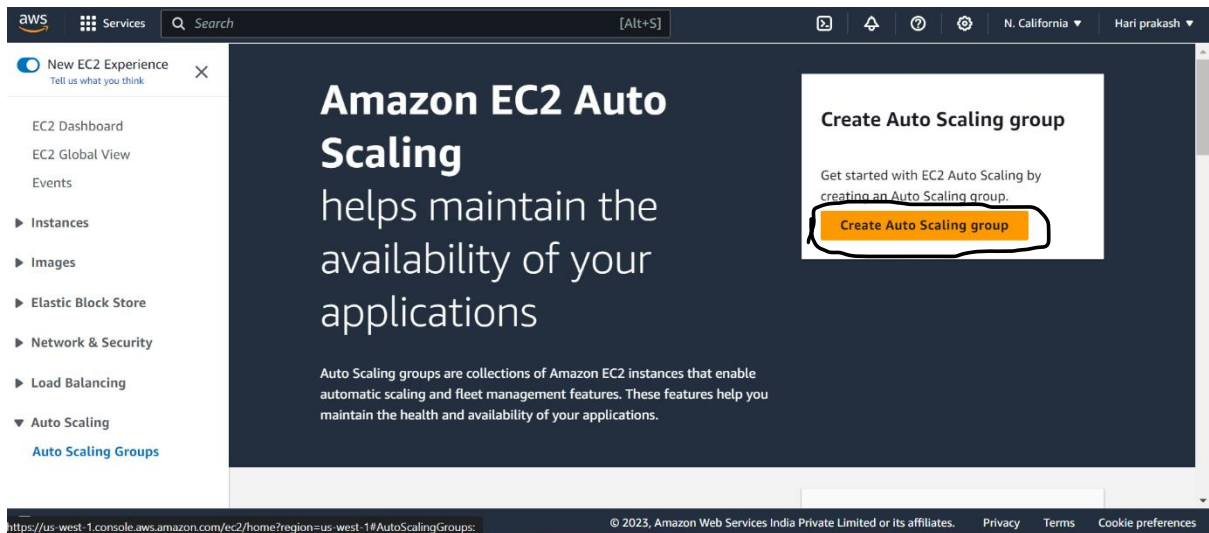 aws Services Search [Alt+S] N. California ▼ Hari prakash ▼
New EC2 Experience
Tell us what you think
EC2 Dashboard
EC2 Global View
Events
Instances
Images
Elastic Block Store
Network & Security
Load Balancing
Auto Scaling
Auto Scaling Groups
Amazon EC2 Auto
Scaling
helps maintain the
availability of your
applications
Auto Scaling groups are collections of Amazon EC2 instances that enable
automatic scaling and fleet management features. These features help you
maintain the health and availability of your applications.
Create Auto Scaling group
Get started with EC2 Auto Scaling by
creating an Auto Scaling group.
Create Auto Scaling group
https://us-west-1.console.aws.amazon.com/ec2/home?region=us-west-1#AutoScalingGroups:
© 2023, Amazon Web Services India Private Limited or its affiliates. Privacy Terms Cookie preferences